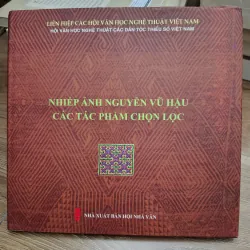 LIÊN HIỆP CÁC HỘI VĂN HỌC NGHỆ THUẬT VIỆT NAM
HỘI VĂN HỌC NGHỆ THUẬT CÁC DÂN TỘC THIỂU SỐ VIỆT NAM
NHIẾP ẢNH NGUYỄN VŨ HẬU
CÁC TÁC PHẨM CHỌN LỌC
NHÀ XUẤT BẢN HỘI NHÀ VĂN